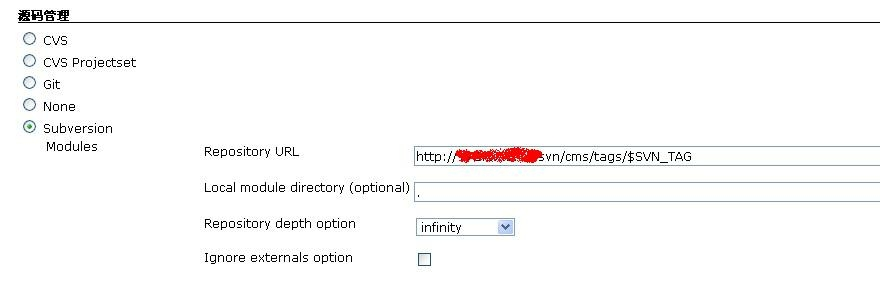 源码管理
CVS
CVS Projectset
Git
None
Subversion
Modules
Repository URL
http://svn/cms/tags/$SVN_TAG
Local module directory (optional)
.
Repository depth option
infinity
Ignore externals option